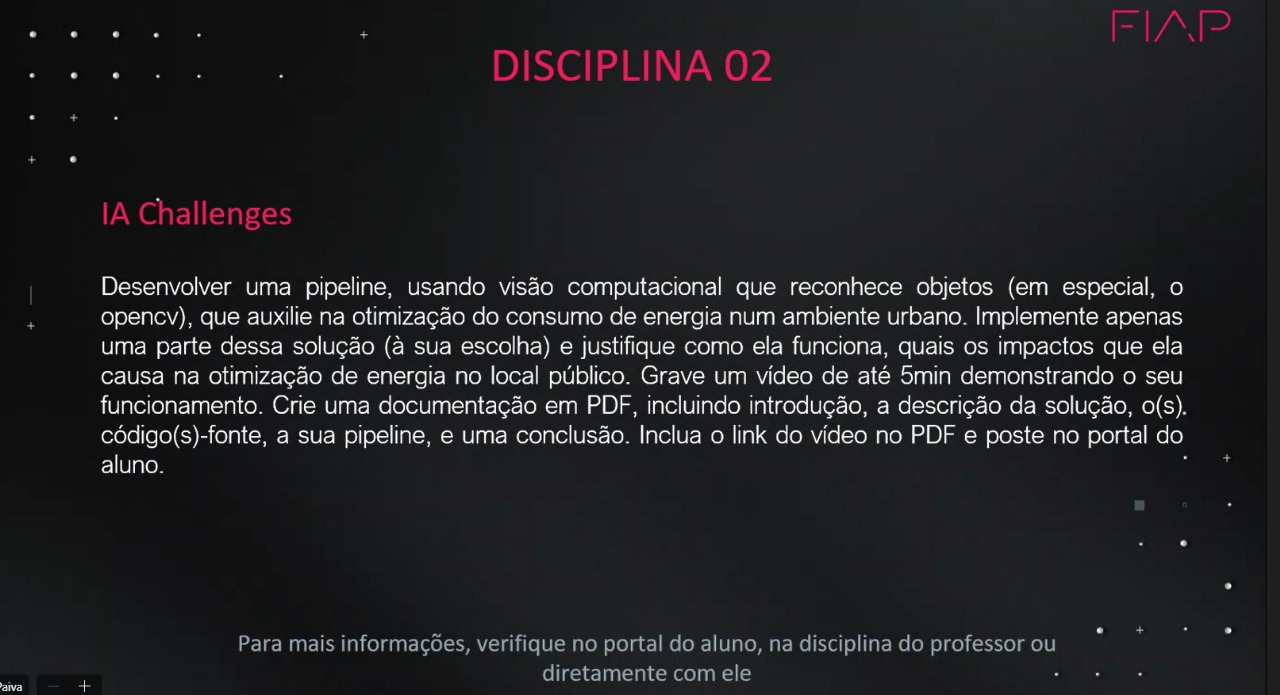 FIAP
DISCIPLINA 02
IA Challenges
Desenvolver uma pipeline, usando visão computacional que reconhece objetos (em especial, o
opencv), que auxilie na otimização do consumo de energia num ambiente urbano. Implemente apenas
uma parte dessa solução (à sua escolha) e justifique como ela funciona, quais os impactos que ela
causa na otimização de energia no local público. Grave um vídeo de até 5min demonstrando o seu
funcionamento. Crie uma documentação em PDF, incluindo introdução, a descrição da solução, o(s)
código(s)-fonte, a sua pipeline, e uma conclusão. Inclua o link do vídeo no PDF e poste no portal do
aluno.
Para mais informações, verifique no portal do aluno, na disciplina do professor ou
diretamente com ele
Paiva